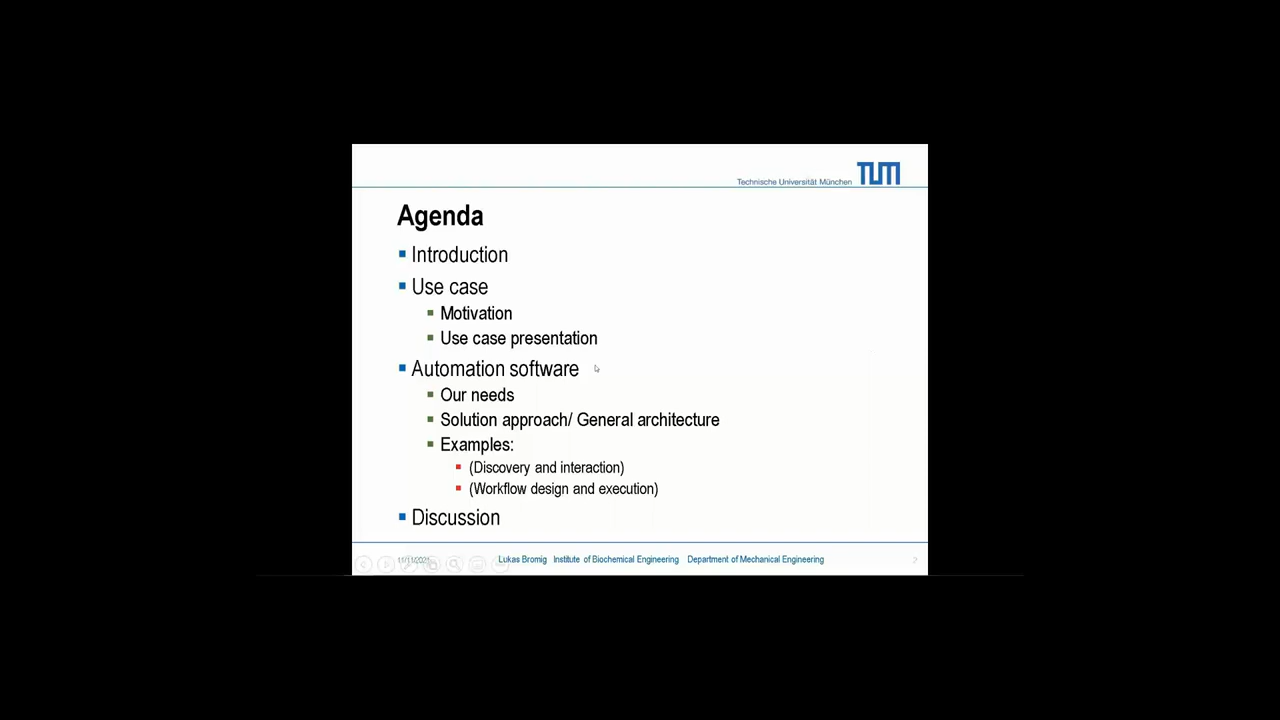 Technische Universität München TUM
Agenda
Introduction
Use case
Motivation
Use case presentation
Automation software
Our needs
Solution approach/ General architecture
Examples:
(Discovery and interaction)
(Workflow design and execution)
Discussion
Lukas Bromig Institute of Biochemical Engineering Department of Mechanical Engineering
2